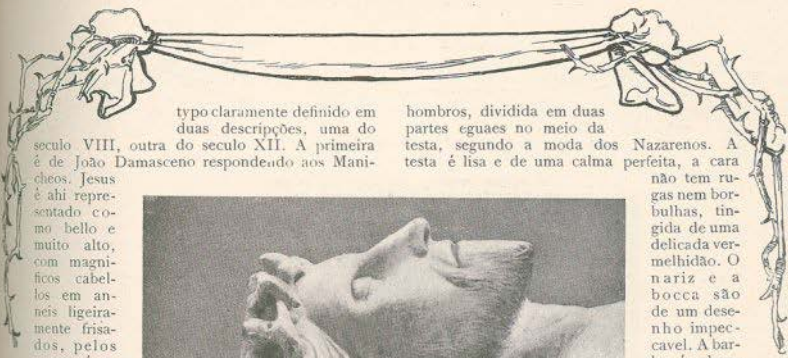 typo claramente definido em
duas descripções, uma do
seculo VIII, outra do seculo XII. A primeira
é de João Damasceno respondendo aos Mani-
cheos. Jesus
é ahi repre-
sentado co-
mo bello e
muito alto,
com magni-
ficos cabel-
los em an-
neis ligeira-
mente frisa-
dos, pelos
hombros, dividida em duas
partes eguaes no meio da
testa, segundo a moda dos Nazarenos. A
testa é lisa e de uma calma perfeita, a cara
não tem ru-
gas nem bor-
bulhas, tin-
gida de uma
delicada ver-
melhidão. O
nariz e a
bocca são
de um dese-
nho impec-
cavel. A bar-